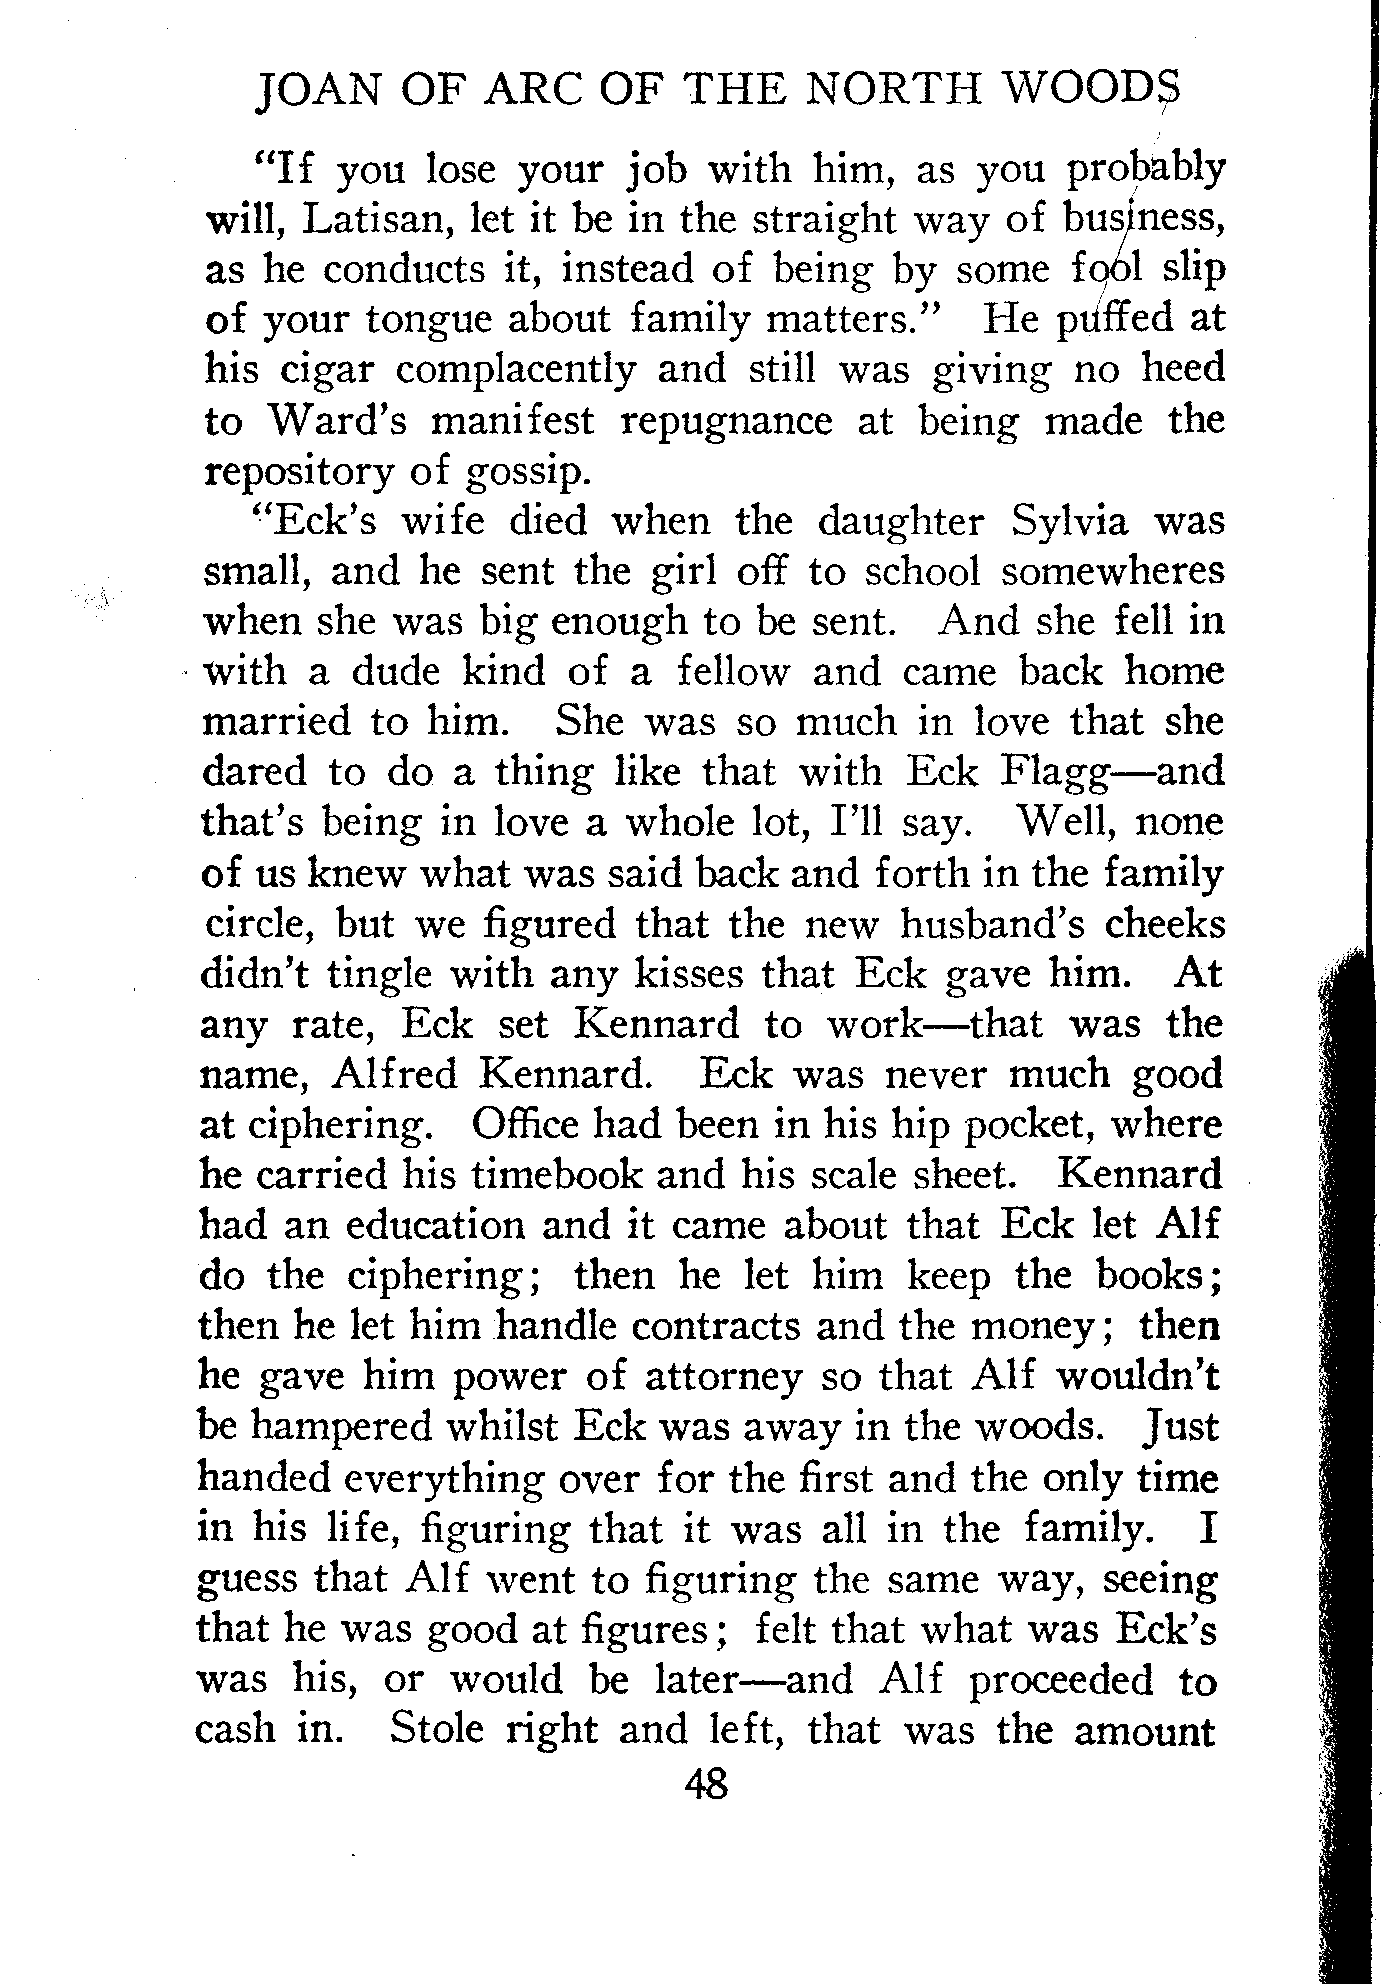 JOAN OF ARC OF THE NORTH WOODS
"If you lose your job with him, as you probably
will, Latisan, let it be in the straight way of business,
as he conducts it, instead of being by some fool slip
of your tongue about family matters." He puffed at
his cigar complacently and still was giving no heed
to Ward's manifest repugnance at being made the
repository of gossip.
"Eck's wife died when the daughter Sylvia was
small, and he sent the girl off to school somewheres
when she was big enough to be sent. And she fell in
with a dude kind of a fellow and came back home
married to him. She was so much in love that she
dared to do a thing like that with Eck Flagg—and
that's being in love a whole lot, I'll say. Well, none
of us knew what was said back and forth in the family
circle, but we figured that the new husband's cheeks
didn't tingle with any kisses that Eck gave him. At
any rate, Eck set Kennard to work—that was the
name, Alfred Kennard. Eck was never much good
at ciphering. Office had been in his hip pocket, where
he carried his timebook and his scale sheet. Kennard
had an education and it came about that Eck let Alf
do the ciphering; then he let him keep the books;
then he let him handle contracts and the money; then
he gave him power of attorney so that Alf wouldn't
be hampered whilst Eck was away in the woods. Just
handed everything over for the first and the only time
in his life, figuring that it was all in the family. I
guess that Alf went to figuring the same way, seeing
that he was good at figures; felt that what was Eck's
was his, or would be later—and Alf proceeded to
cash in. Stole right and left, that was the amount
48